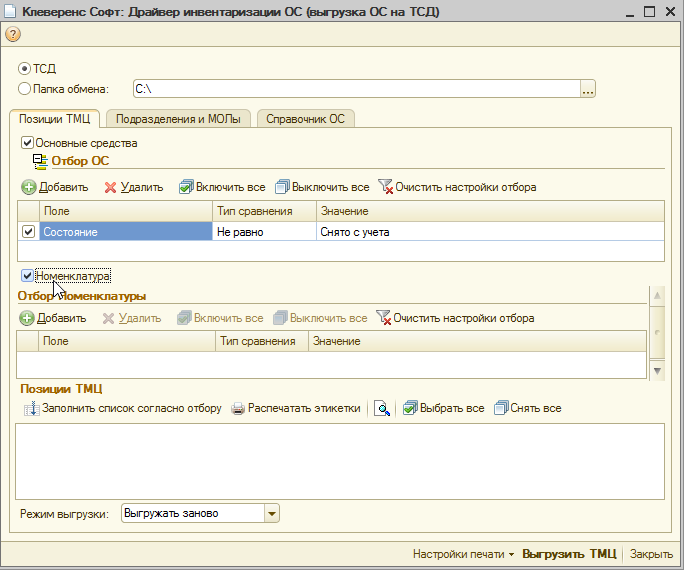 Клеверенс Софт: Драйвер инвентаризации ОС (выгрузка ОС на ТСД)
?
ТСД
Папка обмена: C:\ ...
Позиции ТМЦ Подразделения и МОЛы Справочник ОС
Основные средства
Отбор ОС
Добавить Удалить Включить все Выключить все Очистить настройки отбора
Поле Тип сравнения Значение
Состояние Не равно Снято с учета
Номенклатура
Отбор номенклатуры
Добавить Удалить Включить все Выключить все Очистить настройки отбора
Поле Тип сравнения Значение
Позиции ТМЦ
Заполнить список согласно отбору Распечатать этикетки Выбрать все Снять все
Режим выгрузки: Выгружать заново
Настройки печати Выгрузить ТМЦ Закрыть